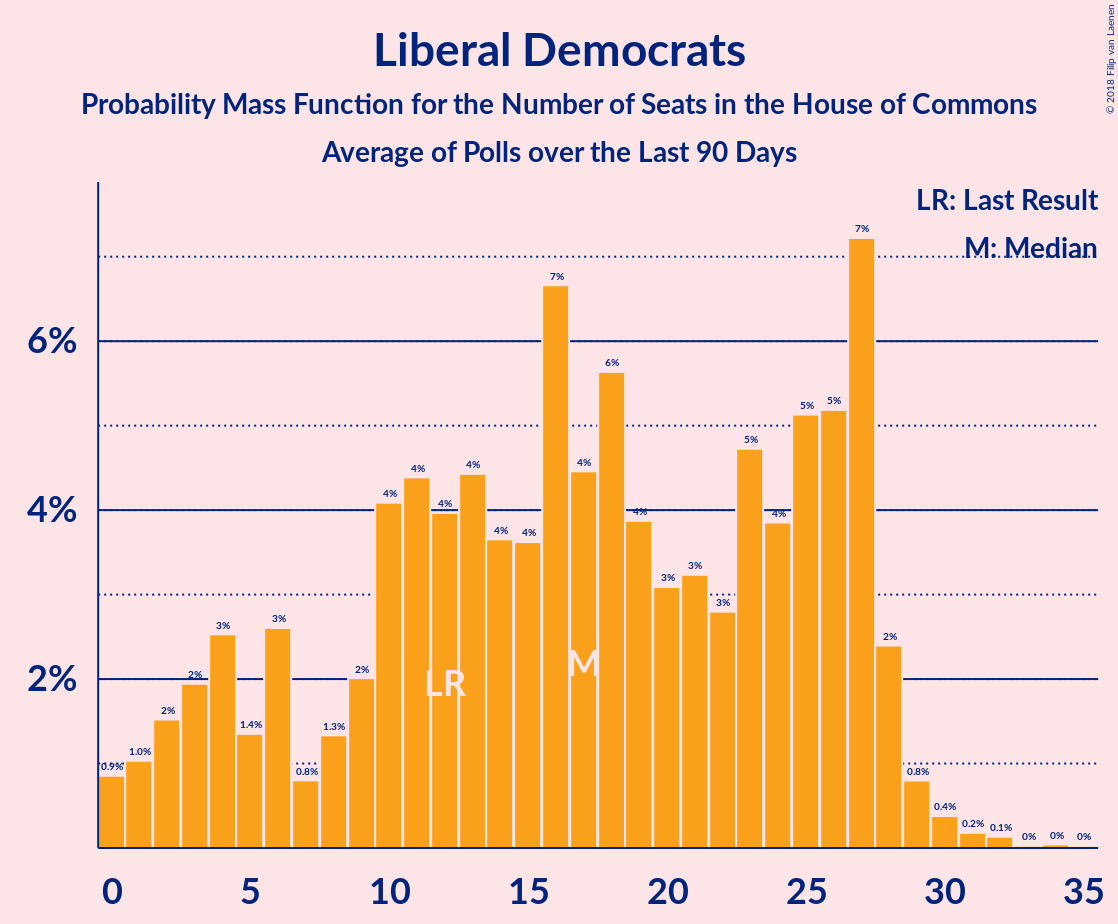 Liberal Democrats
Probability Mass Function for the Number of Seats in the House of Commons
Average of Polls over the Last 90 Days
© 2018 Filip van Laenen
LR: Last Result
M: Median
6%
4%
2%
0.9% 1.0% 2% 2% 3% 1.4% 3% 0.8% 1.3% 2% 4% 4% 4% 4% 4% 4% 7% 4% 6% 4% 3% 3% 3% 5% 4% 5% 5% 7% 2% 0.8% 0.4% 0.2% 0.1% 0% 0% 0%
LR M
0 5 10 15 20 25 30 35